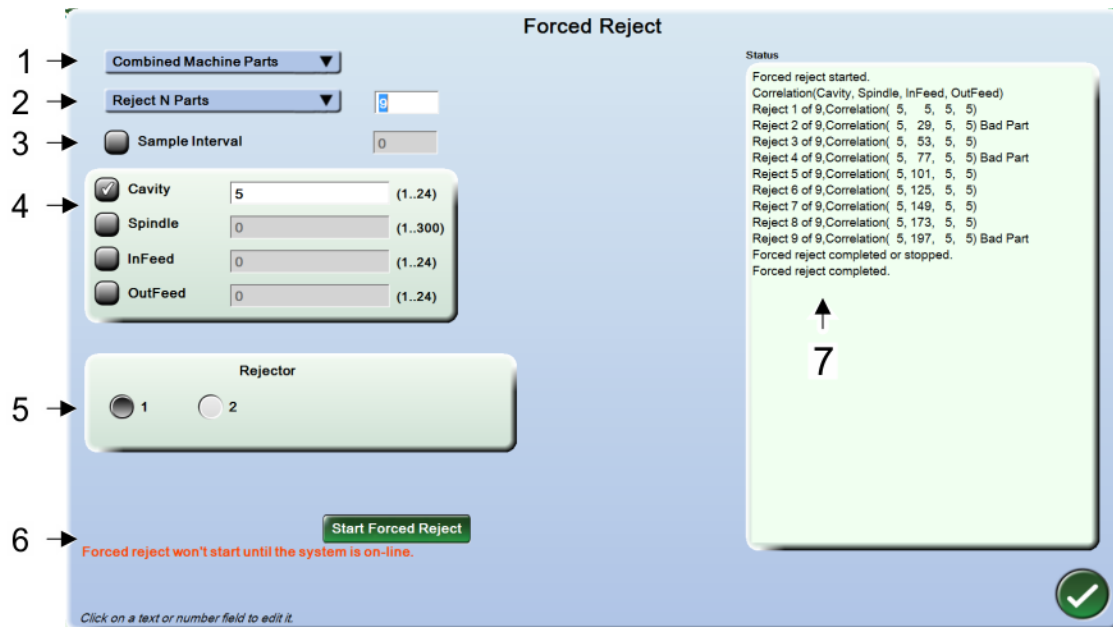 Forced Reject
1
Combined Machine Parts
2
Reject N Parts
9
3
Sample Interval
0
4
Cavity
5
(1..24)
Spindle
0
(1..300)
InFeed
0
(1..24)
OutFeed
0
(1..24)
5
Rejector
1
2
6
Start Forced Reject
Forced reject won't start until the system is on-line.
Click on a text or number field to edit it.
Status
Forced reject started.
Correlation(Cavity, Spindle, InFeed, OutFeed)
Reject 1 of 9,Correlation( 5, 5, 5, 5)
Reject 2 of 9,Correlation( 5, 29, 5, 5) Bad Part
Reject 3 of 9,Correlation( 5, 53, 5, 5)
Reject 4 of 9,Correlation( 5, 77, 5, 5) Bad Part
Reject 5 of 9,Correlation( 5, 101, 5, 5)
Reject 6 of 9,Correlation( 5, 125, 5, 5)
Reject 7 of 9,Correlation( 5, 149, 5, 5)
Reject 8 of 9,Correlation( 5, 173, 5, 5)
Reject 9 of 9,Correlation( 5, 197, 5, 5) Bad Part
Forced reject completed or stopped.
Forced reject completed.
7